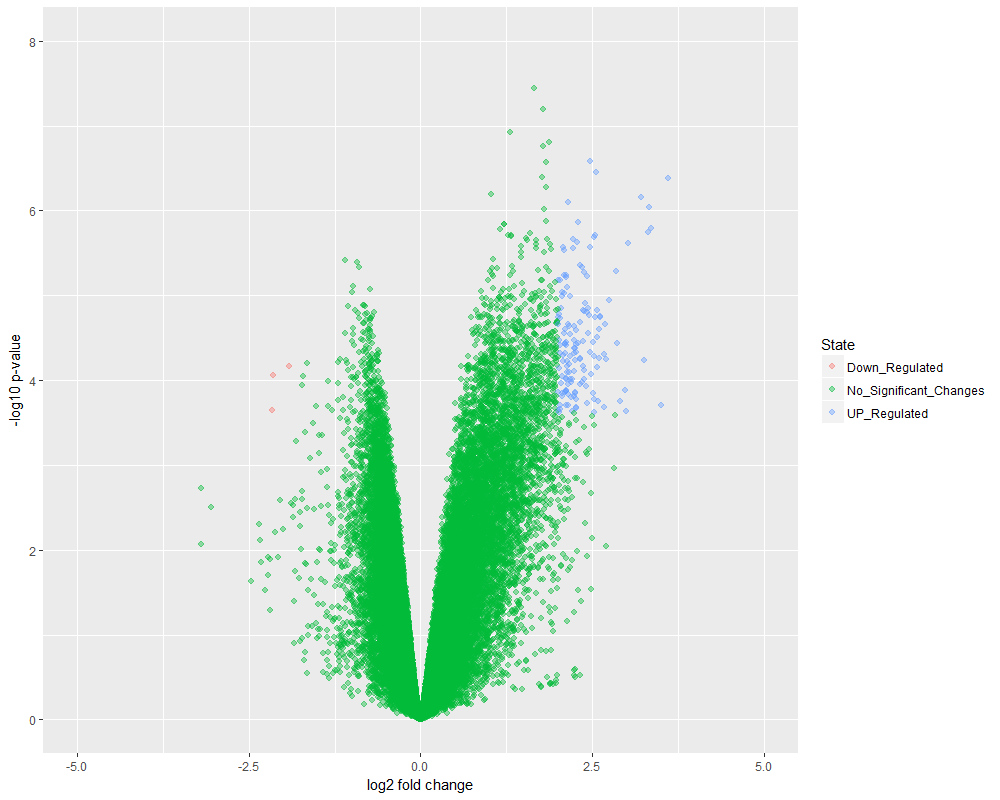 8
6
4
2
0
-log10 p-value
-5.0
-2.5
0.0
2.5
5.0
log2 fold change
State
Down_Regulated
No_Significant_Changes
UP_Regulated